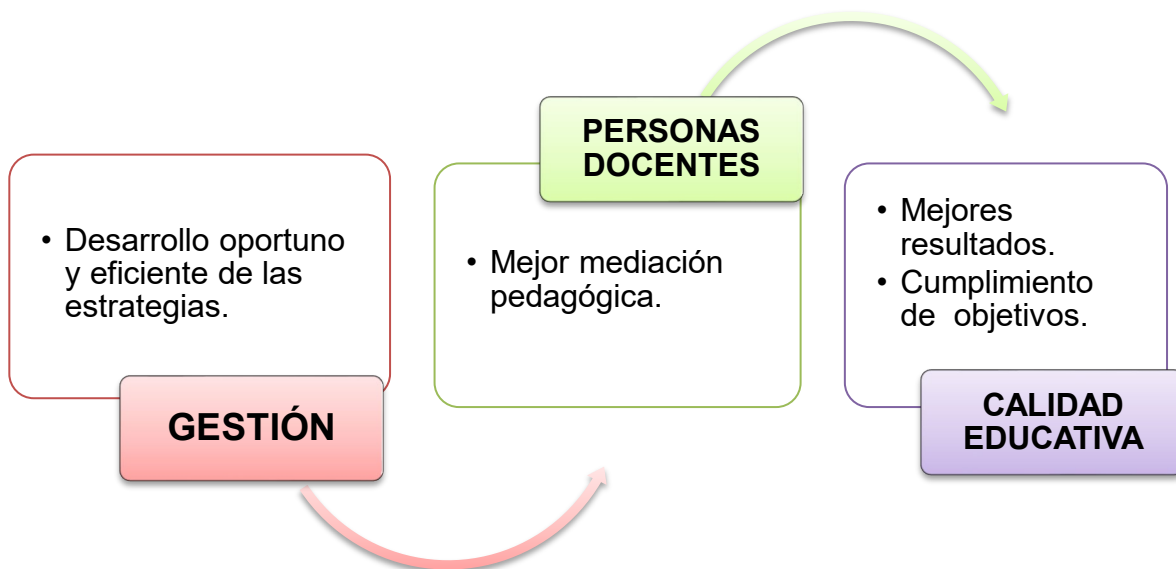 • Desarrollo oportuno
y eficiente de las
estrategias.
GESTIÓN
PERSONAS
DOCENTES
• Mejor mediación
pedagógica.
• Mejores
resultados.
• Cumplimiento
de objetivos.
CALIDAD
EDUCATIVA